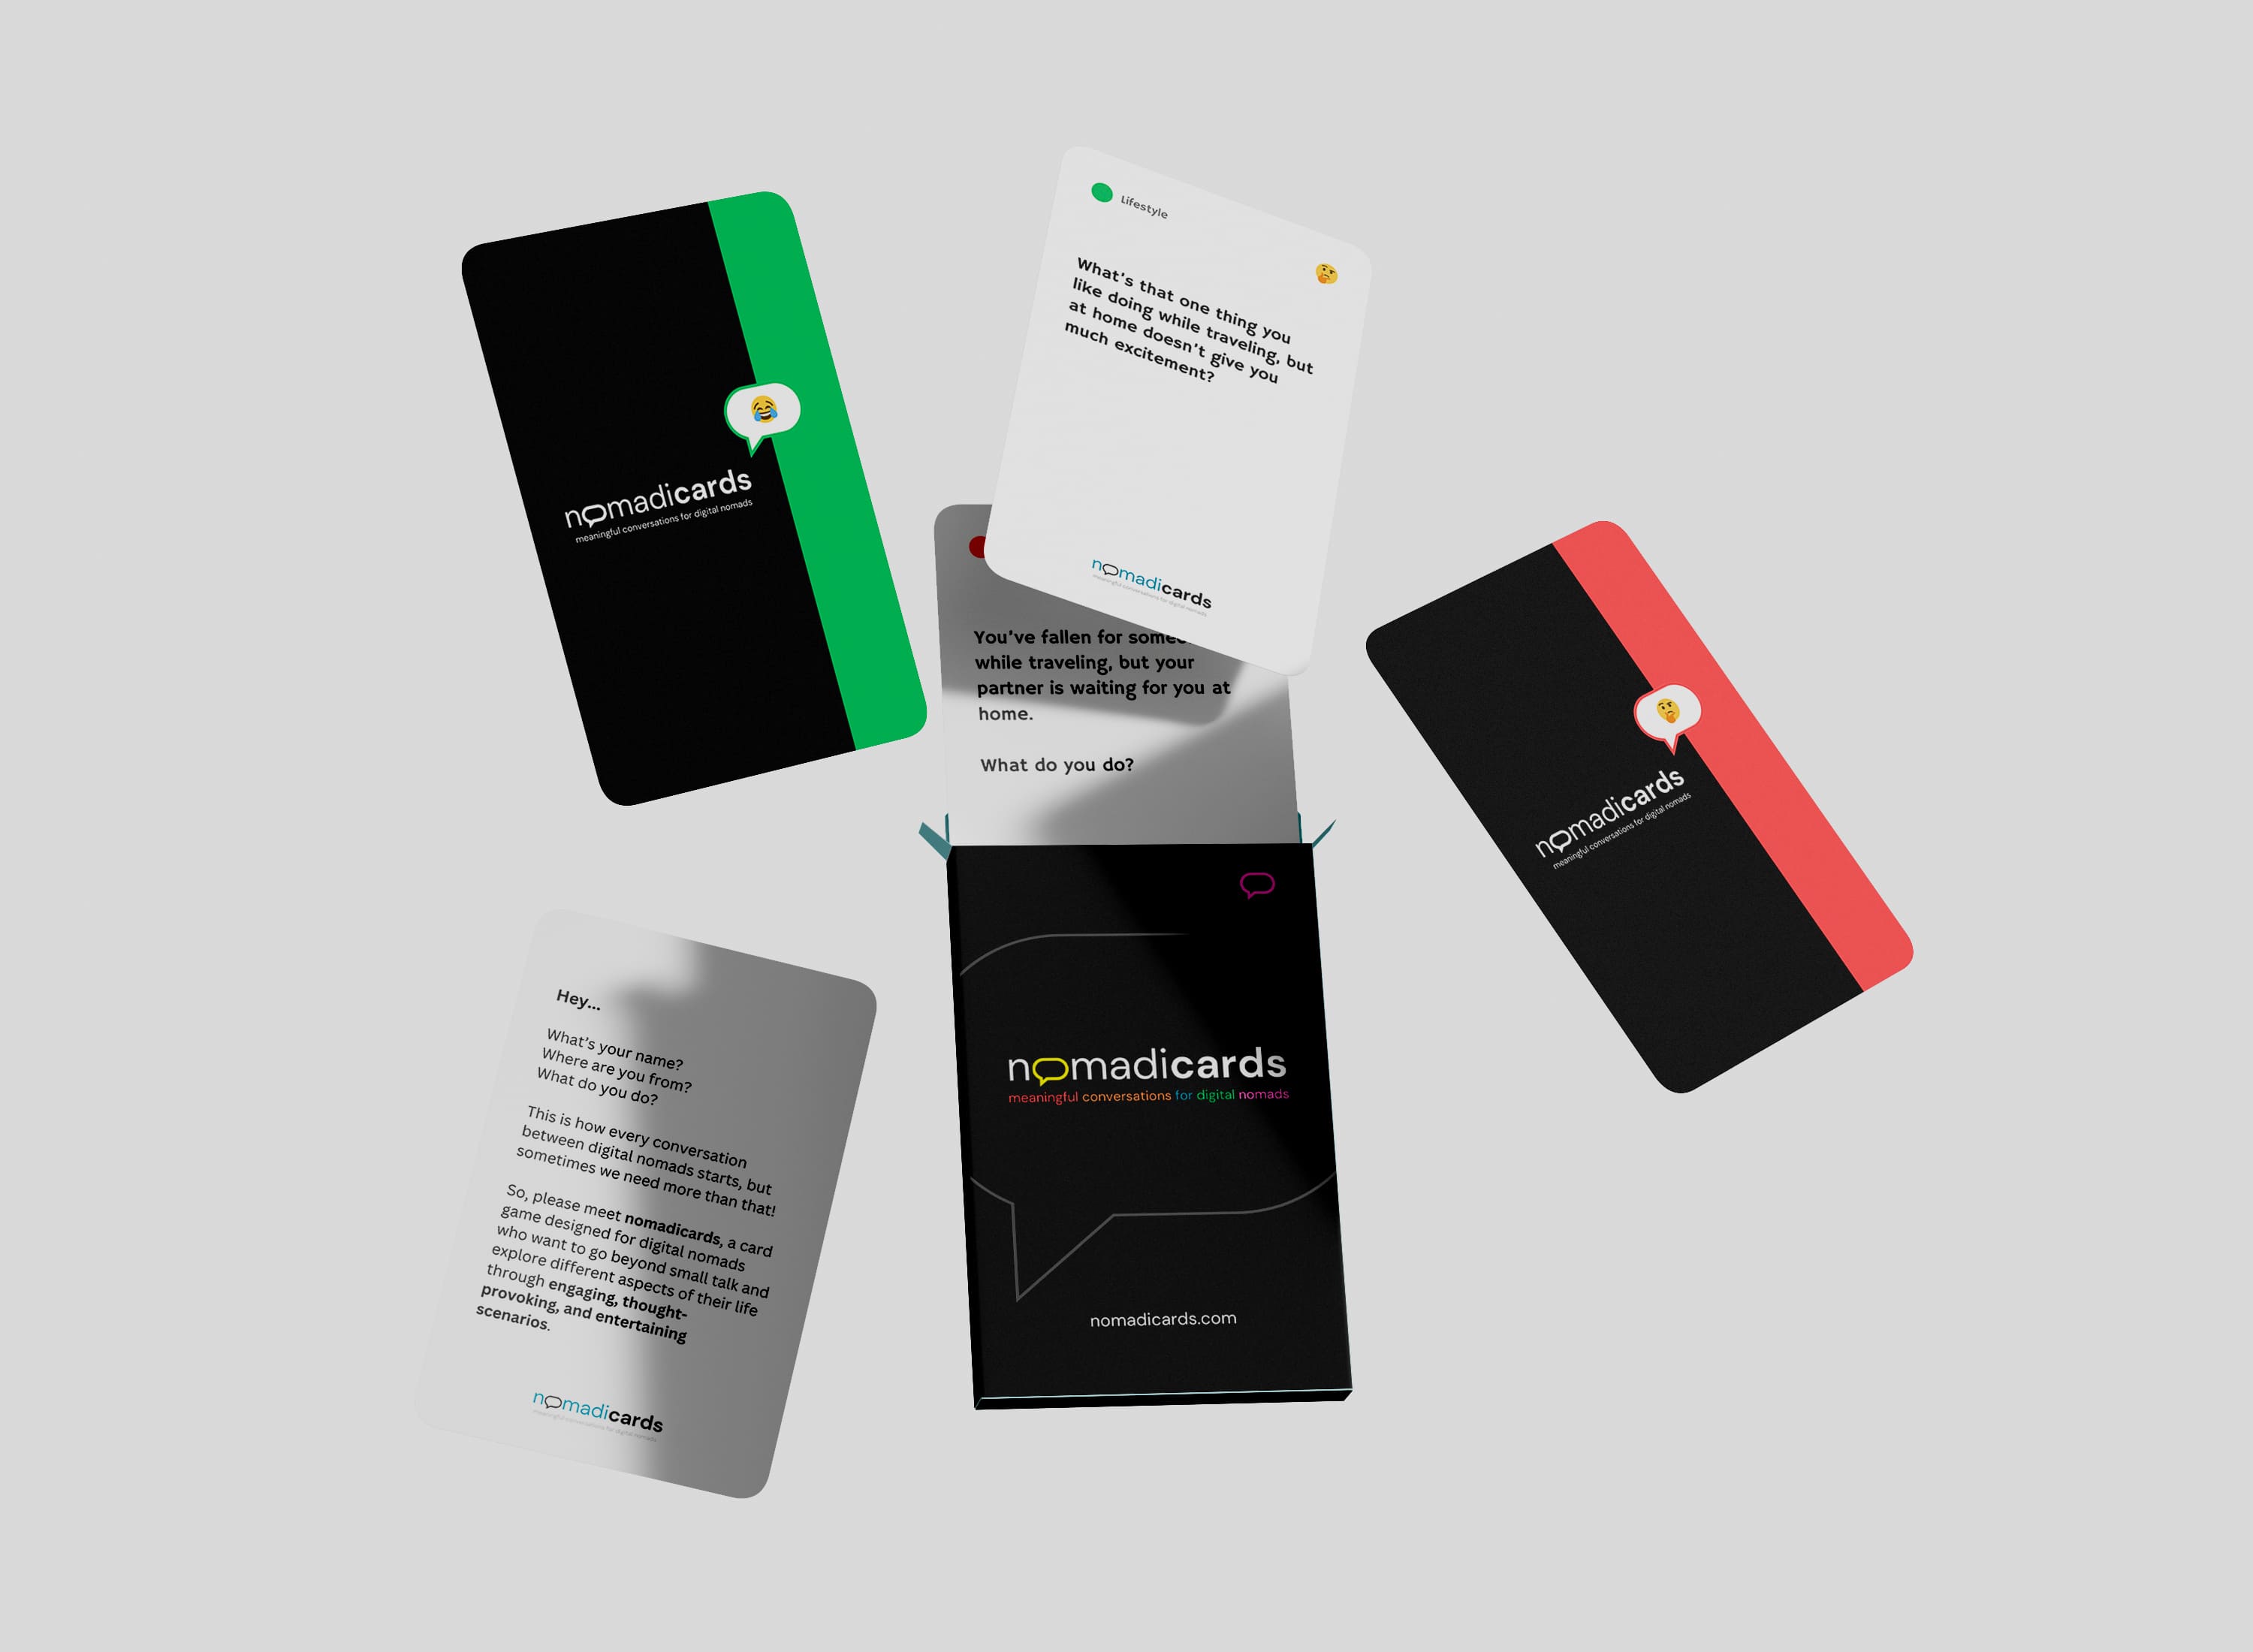 nomadicards
meaningful conversations for digital nomads
Lifestyle
What's that one thing you
like doing while traveling, but
at home doesn't give you
much excitement?
nomadicards
meaningful conversations for digital nomads
You've fallen for
while traveling, but your
partner is waiting for you at
home.
What do you do?
nomadicards
meaningful conversations for digital nomads
nomadicards.com
nomadicards
meaningful conversations for digital nomads
Hey...
What's your name?
Where are you from?
What do you do?
This is how every conversation
between digital nomads starts, but
sometimes we need more than that!
So, please meet nomadicards, a card
game designed for digital nomads
who want to go beyond small talk and
explore different aspects of their life
through engaging, thought-
provoking, and entertaining
scenarios.
nomadicards
meaningful conversations for digital nomads